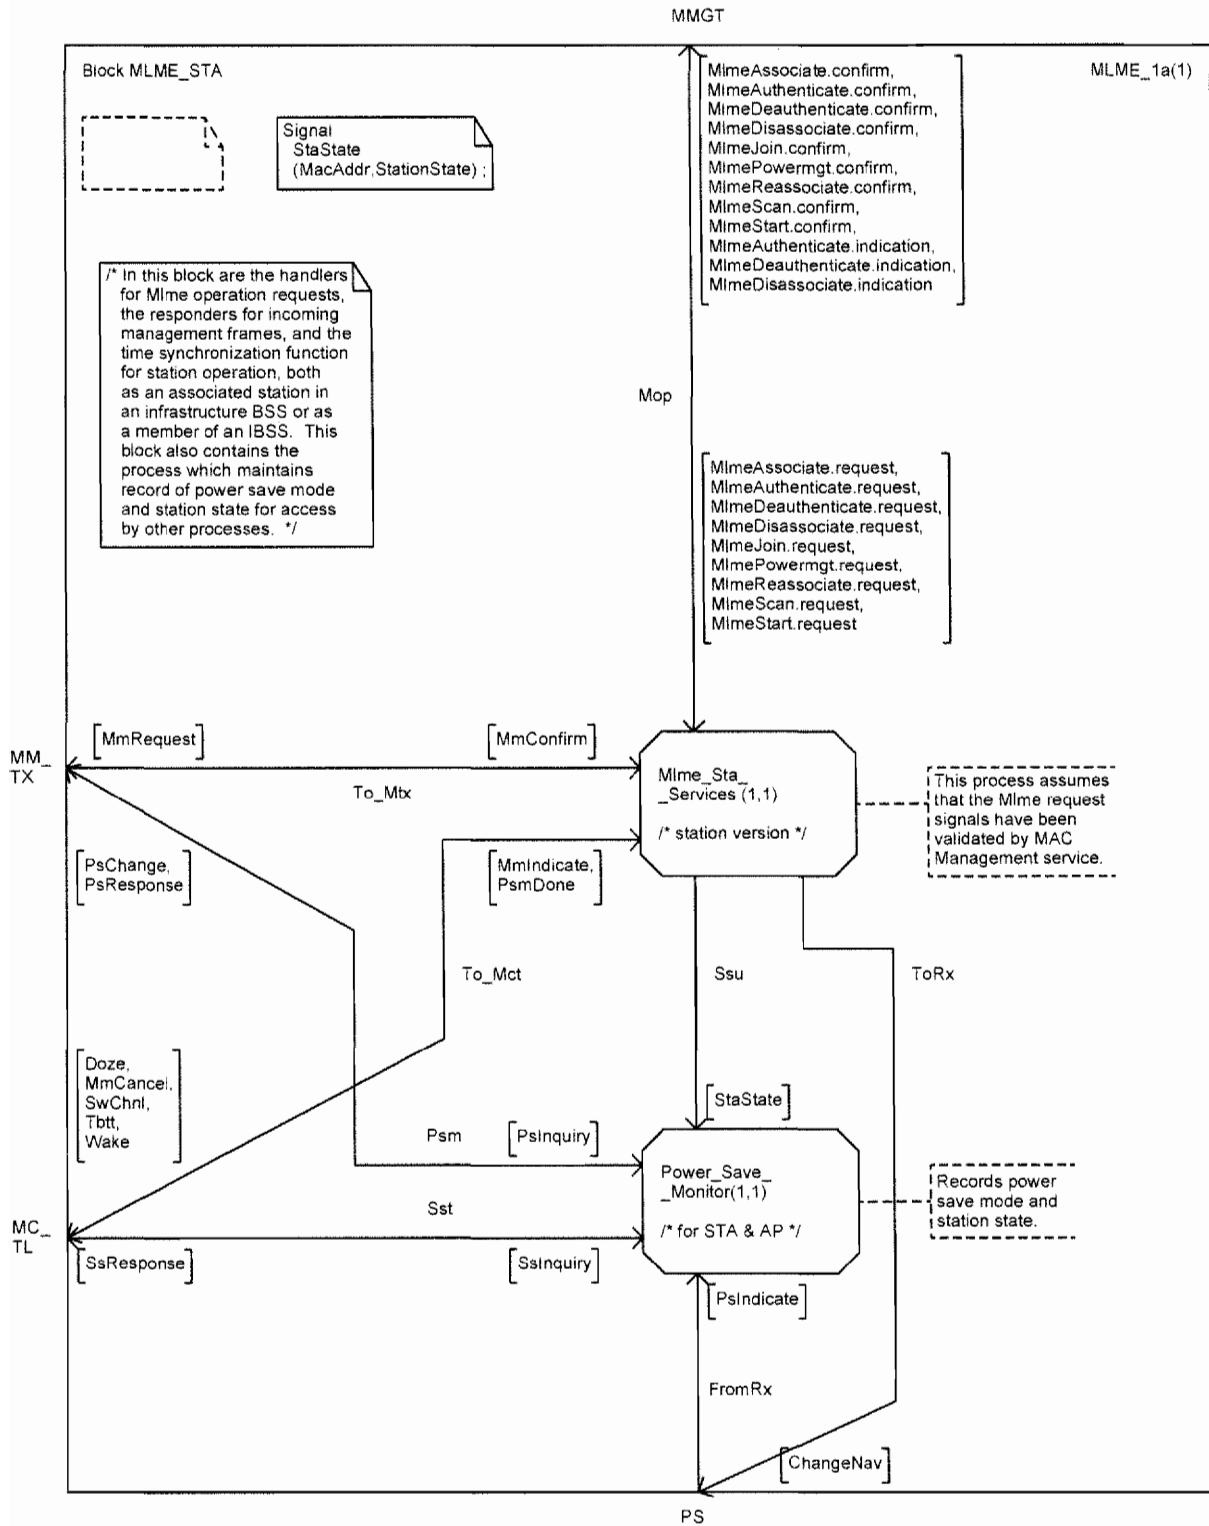 MMGT
Block MLME_STA
MLME_1a(1)
Signal
StaState
(MacAddr,StationState) ;
/* In this block are the handlers
for Mlme operation requests,
the responders for incoming
management frames, and the
time synchronization function
for station operation, both
as an associated station in
an infrastructure BSS or as
a member of an IBSS. This
block also contains the
process which maintains
record of power save mode
and station state for access
by other processes. */
MlmeAssociate.confirm,
MlmeAuthenticate.confirm,
MlmeDeauthenticate.confirm,
MlmeDisassociate.confirm,
MlmeJoin.confirm,
MlmePowermgt.confirm,
MlmeReassociate.confirm,
MlmeScan.confirm,
MlmeStart.confirm,
MlmeAuthenticate.indication,
MlmeDeauthenticate.indication,
MlmeDisassociate.indication
Mop
MlmeAssociate.request,
MlmeAuthenticate.request,
MlmeDeauthenticate.request,
MlmeDisassociate.request,
MlmeJoin.request,
MlmePowermgt.request,
MlmeReassociate.request,
MlmeScan.request,
MlmeStart.request
MM_
TX
MmRequest
MmConfirm
To_Mtx
Mlme_Sta_
_Services (1,1)
/* station version */
This process assumes
that the Mlme request
signals have been
validated by MAC
Management service.
PsChange,
PsResponse
MmIndicate,
PsmDone
To_Mct
Ssu
ToRx
Doze,
MmCancel,
SwChnl,
Tbtt,
Wake
StaState
Psm
PsInquiry
Power_Save_
_Monitor(1,1)
/* for STA & AP */
Records power
save mode and
station state.
Sst
MC_
TL
SsResponse
SsInquiry
PsIndicate
FromRx
ChangeNav
PS